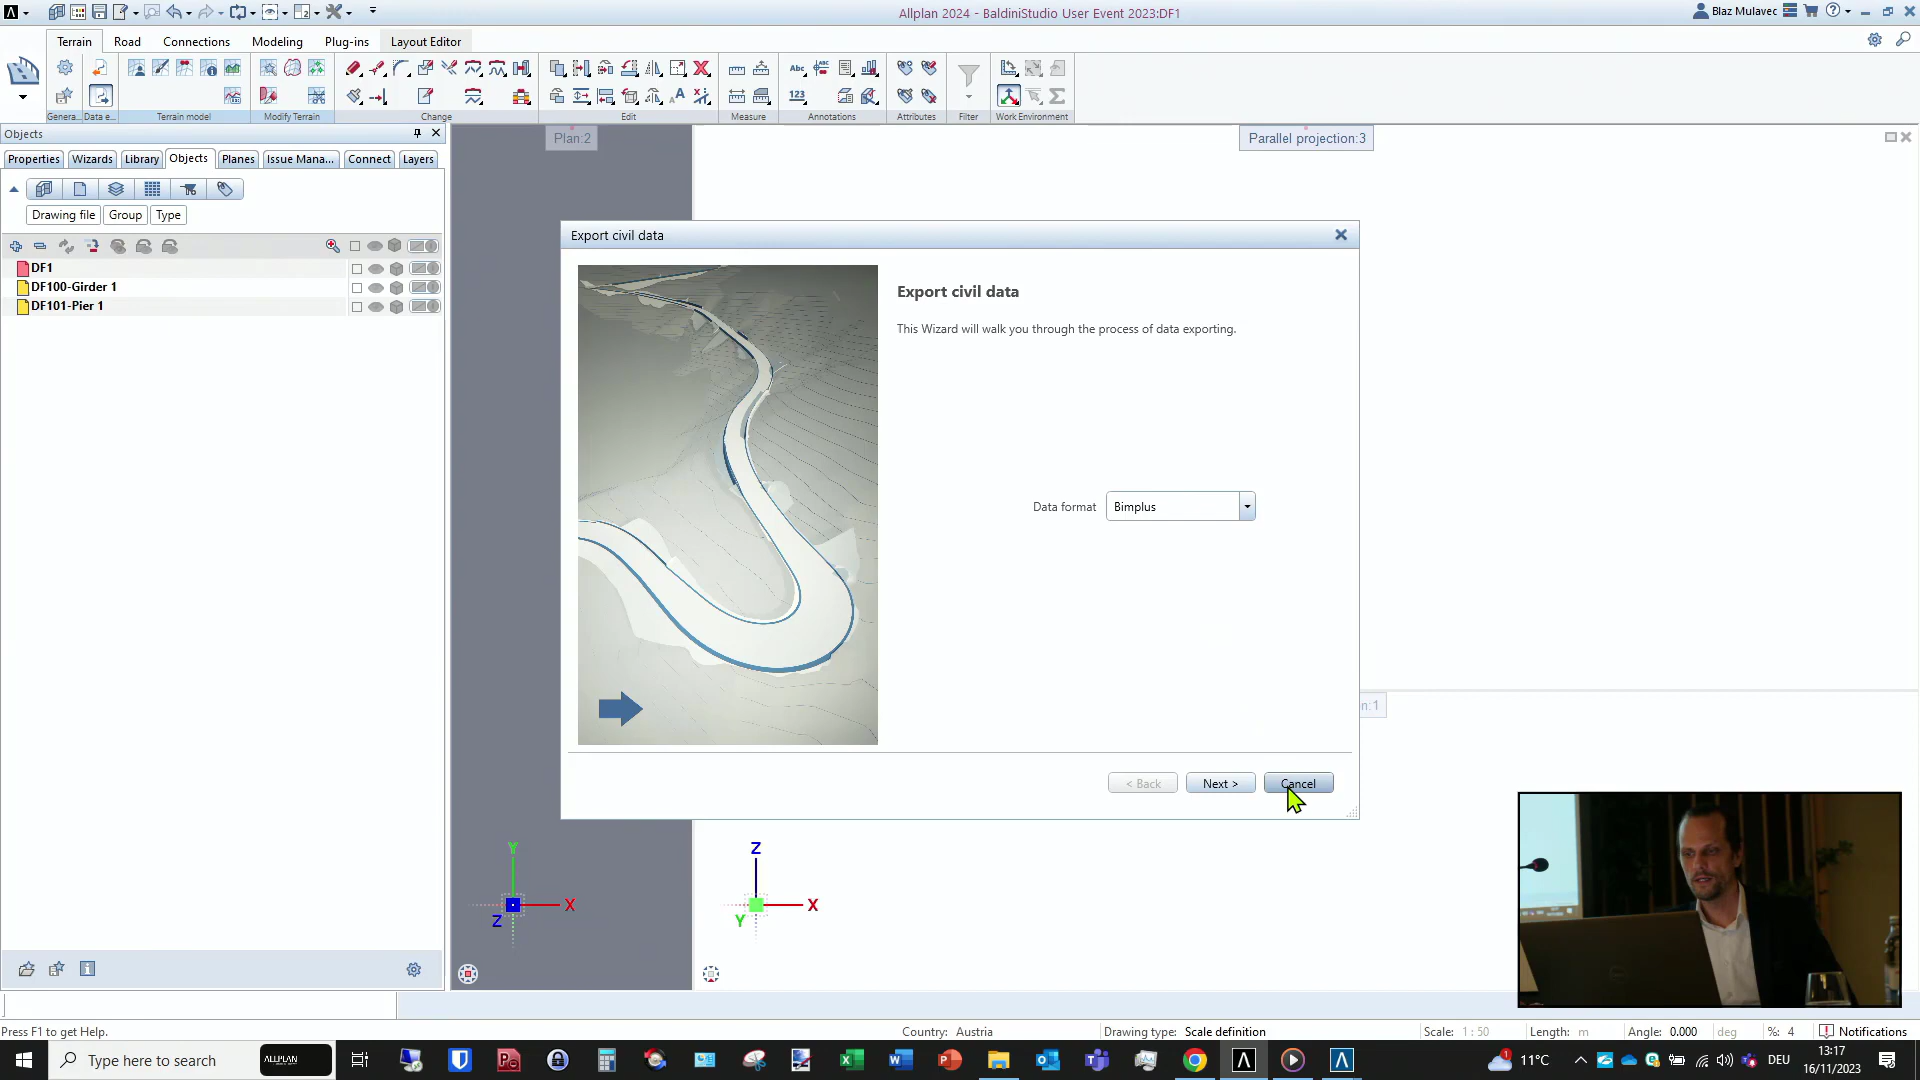 Allplan 2024 - BaldiniStudio User Event 2023:DF1
Blaz Mulavec
Terrain
Road
Connections
Modeling
Plug-ins
Layout Editor
Abc
123
A
Genera...
Data e...
Terrain model
Modify Terrain
Change
Edit
Measure
Annotations
Attributes
Filter
Work Environment
Objects
Plan:2
Parallel projection:3
Properties
Wizards
Library
Objects
Planes
Issue Mana...
Connect
Layers
Drawing file
Group
Type
DF1
DF100-Girder 1
DF101-Pier 1
Export civil data
Export civil data
This Wizard will walk you through the process of data exporting.
Data format
Bimplus
n:1
< Back
Next >
Cancel
Y
X
Z
Z
X
Y
Press F1 to get Help.
Country:
Austria
Drawing type:
Scale definition
Scale:
1 : 50
Length:
m
Angle:
0.000
deg
%:
4
Notifications
Type here to search
ALLPLAN
1
11°C
DEU
13:17
16/11/2023